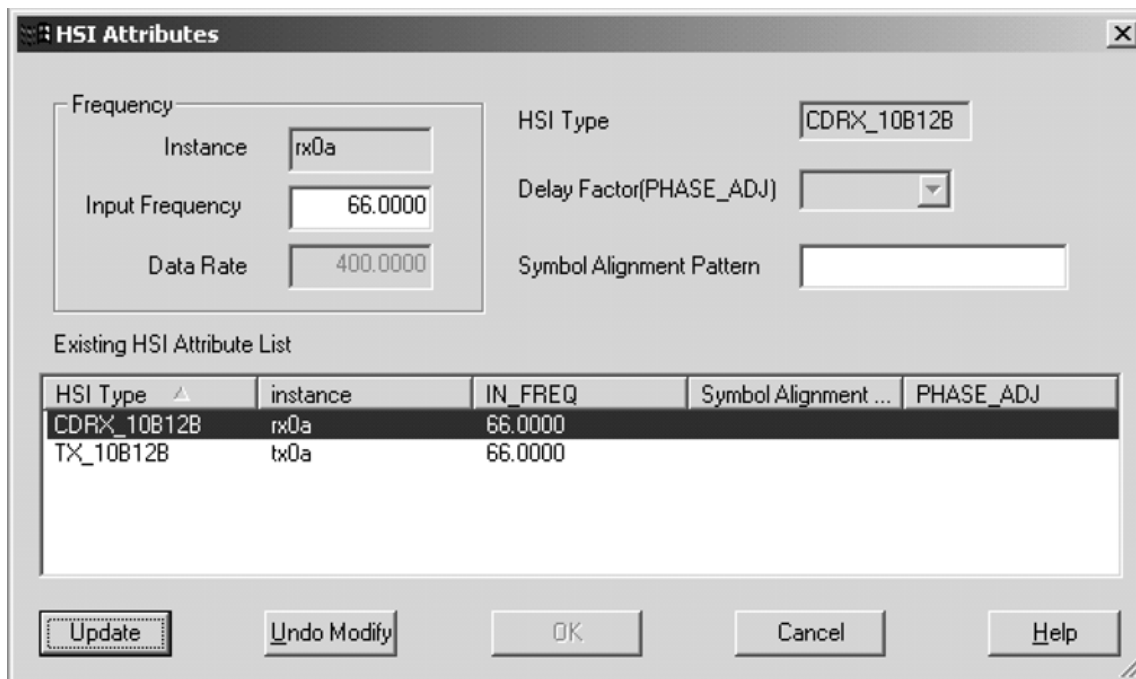 HSI Attributes
Frequency
Instance rx0a
Input Frequency 66.0000
Data Rate 400.0000
HSI Type CDRX_10B12B
Delay Factor(PHASE_ADJ)
Symbol Alignment Pattern
Existing HSI Attribute List
HSI Type instance IN_FREQ Symbol Alignment ... PHASE_ADJ
CDRX_10B12B rx0a 66.0000
TX_10B12B tx0a 66.0000
Update Undo Modify OK Cancel Help